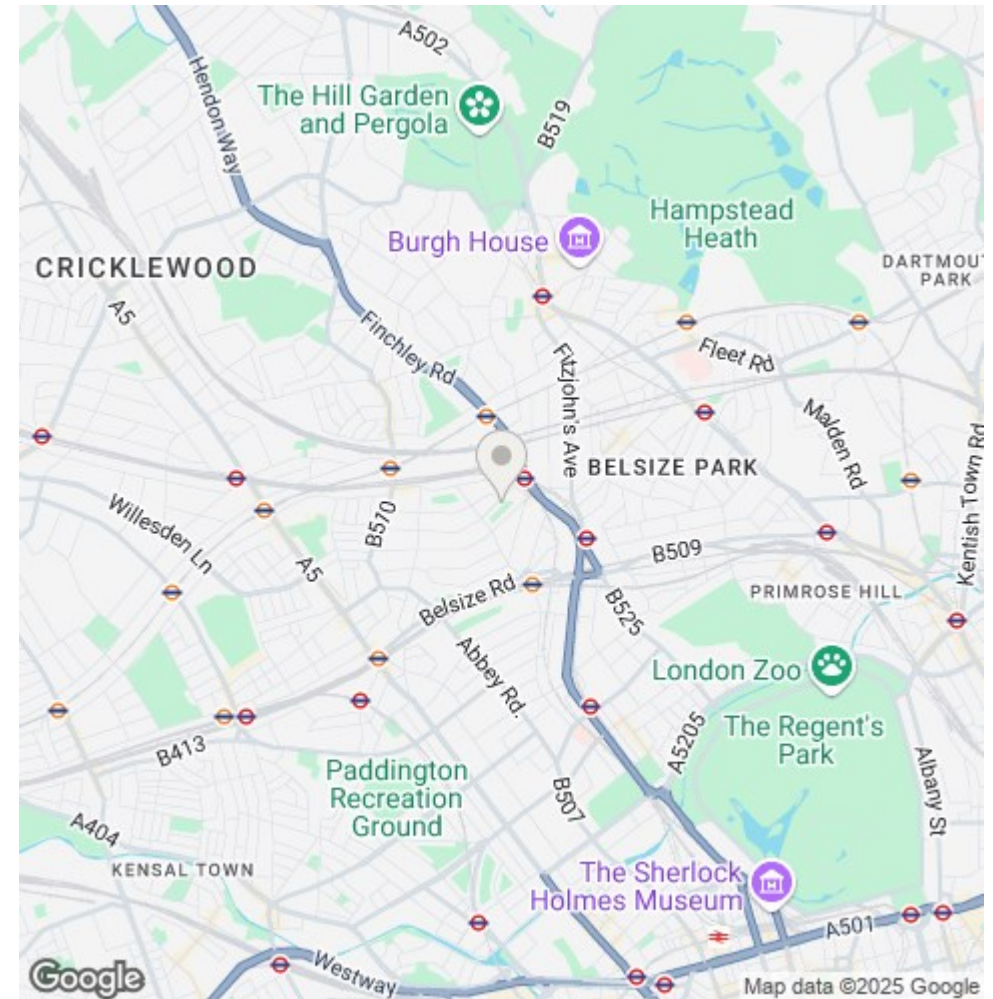 A502
Hendon Way
The Hill Garden
and Pergola
B519
Hampstead
Heath
Burgh House
CRICKLEWOOD
DARTMOUT
PARK
A5
Finchley Rd
Fitzjohn's Ave
Fleet Rd
Malden Rd
BELSIZE PARK
Kentish Town Rd
Willesden Ln
B510
A5
B509
Belsize Rd
B525
PRIMROSE HILL
Abbey Rd.
London Zoo
The Regent's
Park
A5205
B413
Albany St
Paddington
Recreation
Ground
B507
A404
KENSAL TOWN
The Sherlock
Holmes Museum
A501
Westway
Google
Map data ©2025 Google